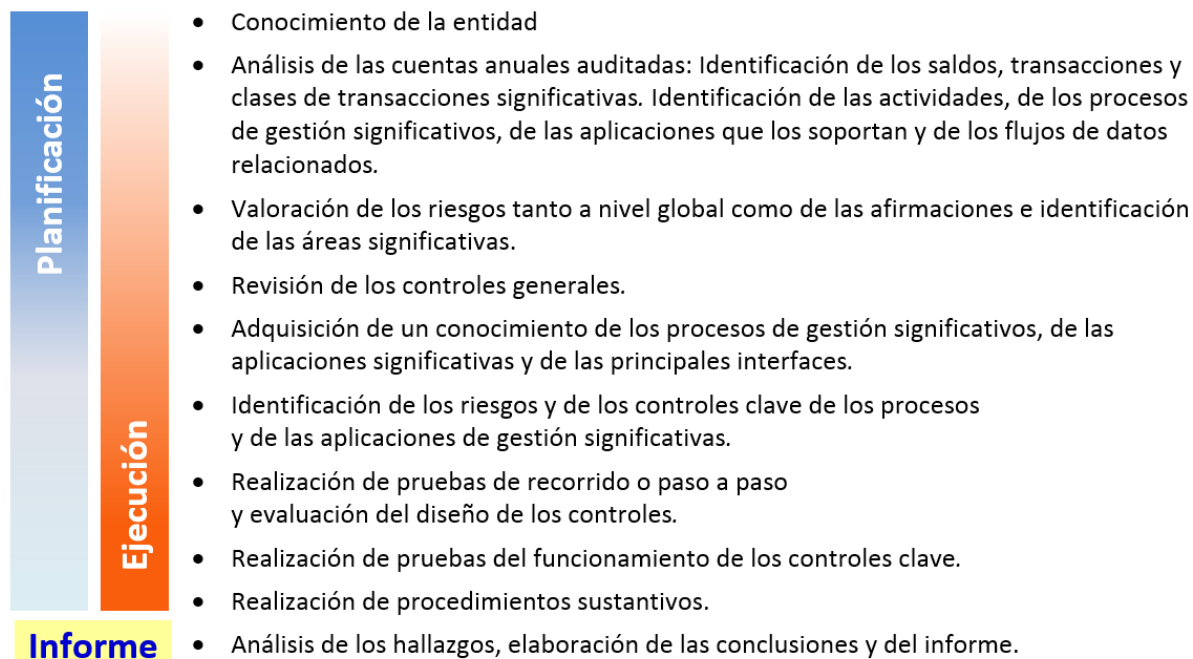 Planificación
Ejecución
Informe
• Conocimiento de la entidad
• Análisis de las cuentas anuales auditadas: Identificación de los saldos, transacciones y
clases de transacciones significativas. Identificación de las actividades, de los procesos
de gestión significativos, de las aplicaciones que los soportan y de los flujos de datos
relacionados.
• Valoración de los riesgos tanto a nivel global como de las afirmaciones e identificación
de las áreas significativas.
• Revisión de los controles generales.
• Adquisición de un conocimiento de los procesos de gestión significativos, de las
aplicaciones significativas y de las principales interfaces.
• Identificación de los riesgos y de los controles clave de los procesos
y de las aplicaciones de gestión significativas.
• Realización de pruebas de recorrido o paso a paso
y evaluación del diseño de los controles.
• Realización de pruebas del funcionamiento de los controles clave.
• Realización de procedimientos sustantivos.
• Análisis de los hallazgos, elaboración de las conclusiones y del informe.